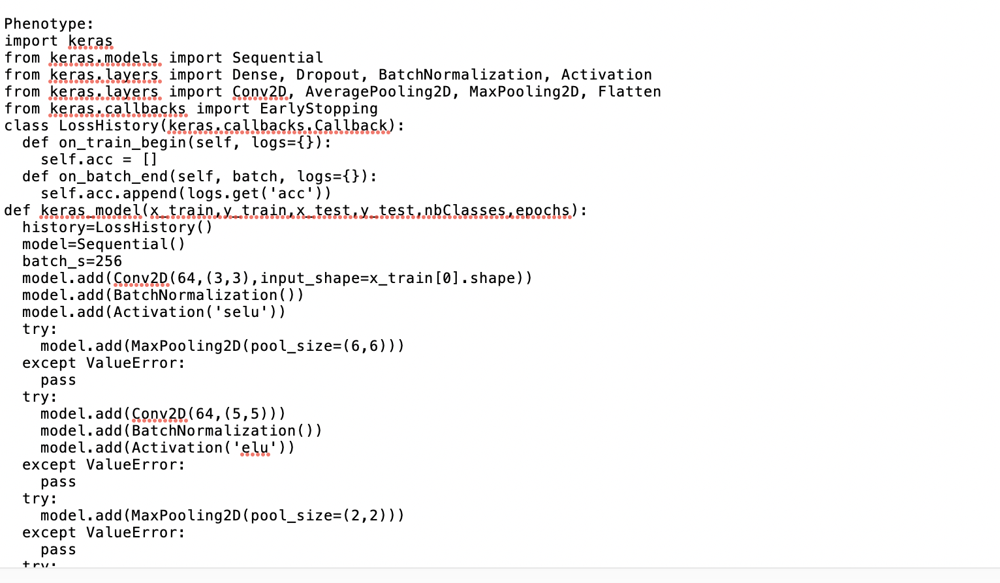 Phenotype:
import keras
from keras.models import Sequential
from keras.layers import Dense, Dropout, BatchNormalization, Activation
from keras.layers import Conv2D, AveragePooling2D, MaxPooling2D, Flatten
from keras.callbacks import EarlyStopping
class LossHistory(keras.callbacks.Callback):
  def on_train_begin(self, logs={}):
    self.acc = []
  def on_batch_end(self, batch, logs={}):
    self.acc.append(logs.get('acc'))
def keras_model(x_train,y_train,x_test,y_test,nbClasses,epochs):
  history=LossHistory()
  model=Sequential()
  batch_s=256
  model.add(Conv2D(64,(3,3),input_shape=x_train[0].shape))
  model.add(BatchNormalization())
  model.add(Activation('selu'))
  try:
    model.add(MaxPooling2D(pool_size=(6,6)))
  except ValueError:
    pass
  try:
    model.add(Conv2D(64,(5,5)))
    model.add(BatchNormalization())
    model.add(Activation('elu'))
  except ValueError:
    pass
  try:
    model.add(MaxPooling2D(pool_size=(2,2)))
  except ValueError:
    pass
  try: